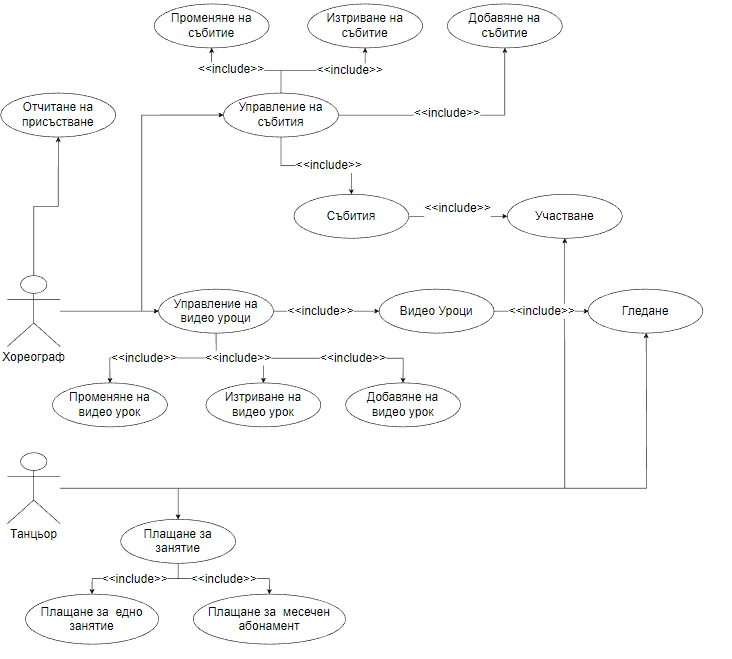 Променяне на
събитие
Изтриване на
събитие
Добавяне на
събитие
<<include>>
<<include>>
Отчитане на
присъстване
Управление на
събития
<<include>>
<<include>>
Събития
<<include>>
Участване
Хореограф
Управление на
видео уроци
<<include>>
Видео Уроци
<<include>>
Гледане
<<include>>
<<include>>
<<include>>
Променяне на
видео урок
Изтриване на
видео урок
Добавяне на
видео урок
Танцьор
Плащане за
занятие
<<include>>
<<include>>
Плащане за едно
занятие
Плащане за месечен
абонамент